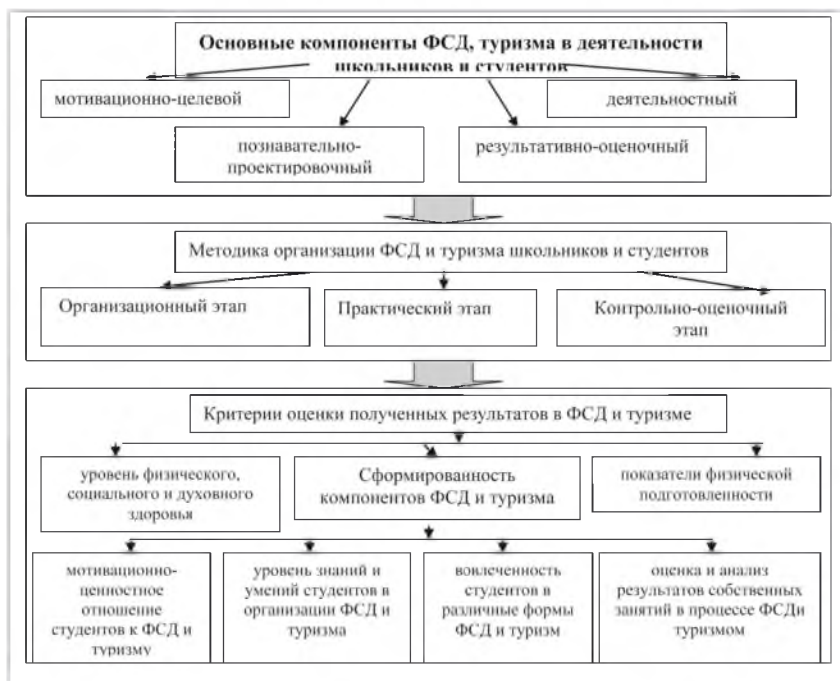 Основные компоненты ФСД, туризма в деятельности
школьников и студентов
мотивационно-целевой
деятельностный
познавательно-
проектировочный
результативно-оценочный
Методика организации ФСД и туризма школьников и студентов
Организационный этап
Практический этап
Контрольно-оценочный
этап
Критерии оценки полученных результатов в ФСД и туризме
уровень физического,
социального и духовного
здоровья
Сформированность
компонентов ФСД и туризма
показатели физической
подготовленности
мотивационно-
ценностное
отношение
студентов к ФСД и
туризму
уровень знаний и
умений студентов в
организации ФСД и
туризма
вовлеченность
студентов в
различные формы
ФСД и туризм
оценка и анализ
результатов собственных
занятий в процессе ФСДи
туризмом